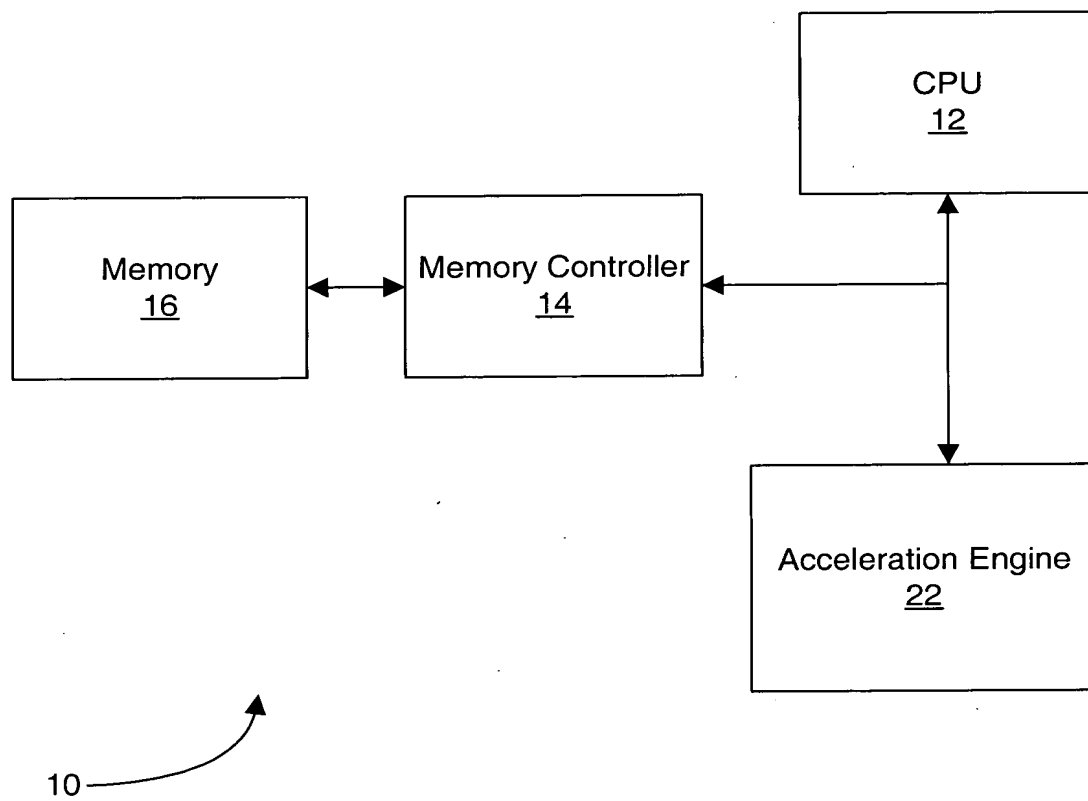 CPU
12
Memory
16
Memory Controller
14
Acceleration Engine
22
10